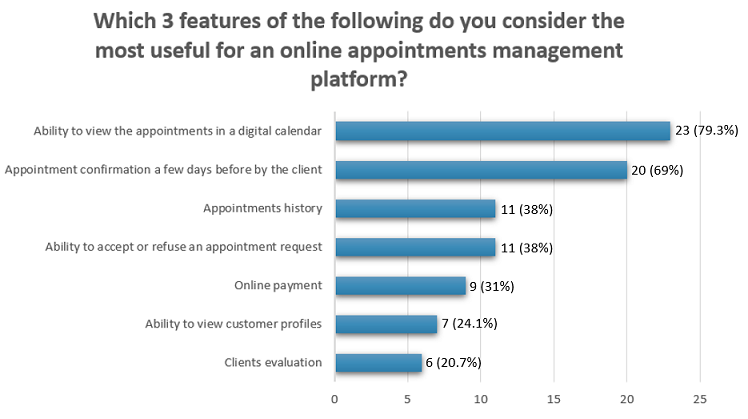 Which 3 features of the following do you consider the
most useful for an online appointments management
platform?
Ability to view the appointments in a digital calendar 23 (79.3%)
Appointment confirmation a few days before by the client 20 (69%)
Appointments history 11 (38%)
Ability to accept or refuse an appointment request 11 (38%)
Online payment 9 (31%)
Ability to view customer profiles 7 (24.1%)
Clients evaluation 6 (20.7%)
0 5 10 15 20 25